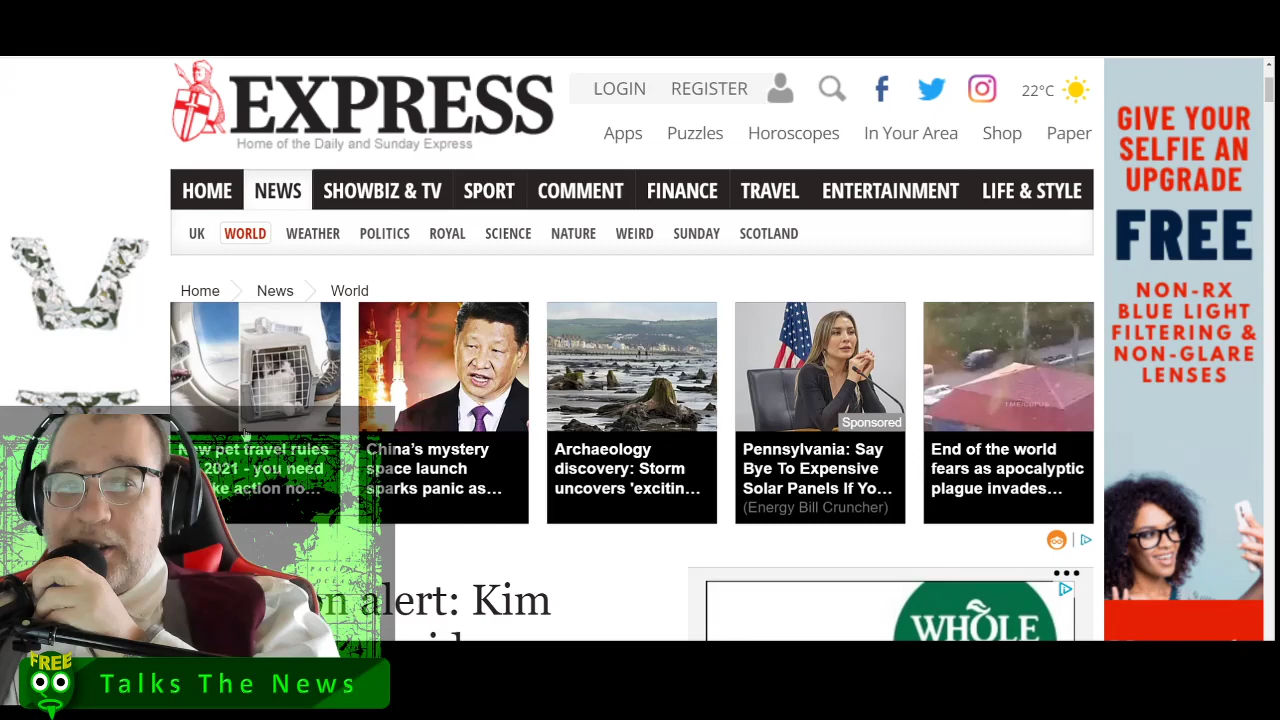 EXPRESS
Home of the Daily and Sunday Express
LOGIN REGISTER
22°C
Apps Puzzles Horoscopes In Your Area Shop Paper
HOME NEWS SHOWBIZ & TV SPORT COMMENT FINANCE TRAVEL ENTERTAINMENT LIFE & STYLE
UK WORLD WEATHER POLITICS ROYAL SCIENCE NATURE WEIRD SUNDAY SCOTLAND
Home News World
New pet travel rules
2021 - you need
ke action no...
China's mystery
space launch
sparks panic as...
Archaeology
discovery: Storm
uncovers 'excitin...
Sponsored
Pennsylvania: Say
Bye To Expensive
Solar Panels If Yo...
(Energy Bill Cruncher)
End of the world
fears as apocalyptic
plague invades...
on alert: Kim
WHOLE
GIVE YOUR
SELFIE AN
UPGRADE
FREE
NON-RX
BLUE LIGHT
FILTERING &
NON-GLARE
LENSES
FREE
Talks The News